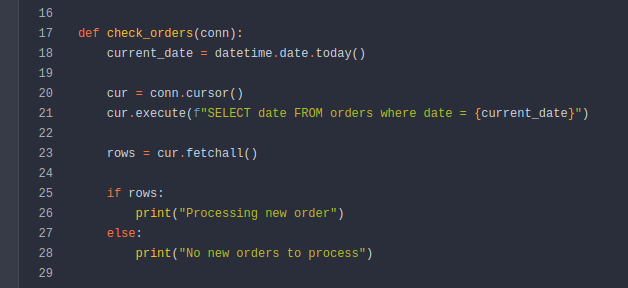 16
17 def check_orders(conn):
18     current_date = datetime.date.today()
19
20     cur = conn.cursor()
21     cur.execute(f"SELECT date FROM orders where date = {current_date}")
22
23     rows = cur.fetchall()
24
25     if rows:
26         print("Processing new order")
27     else:
28         print("No new orders to process")
29